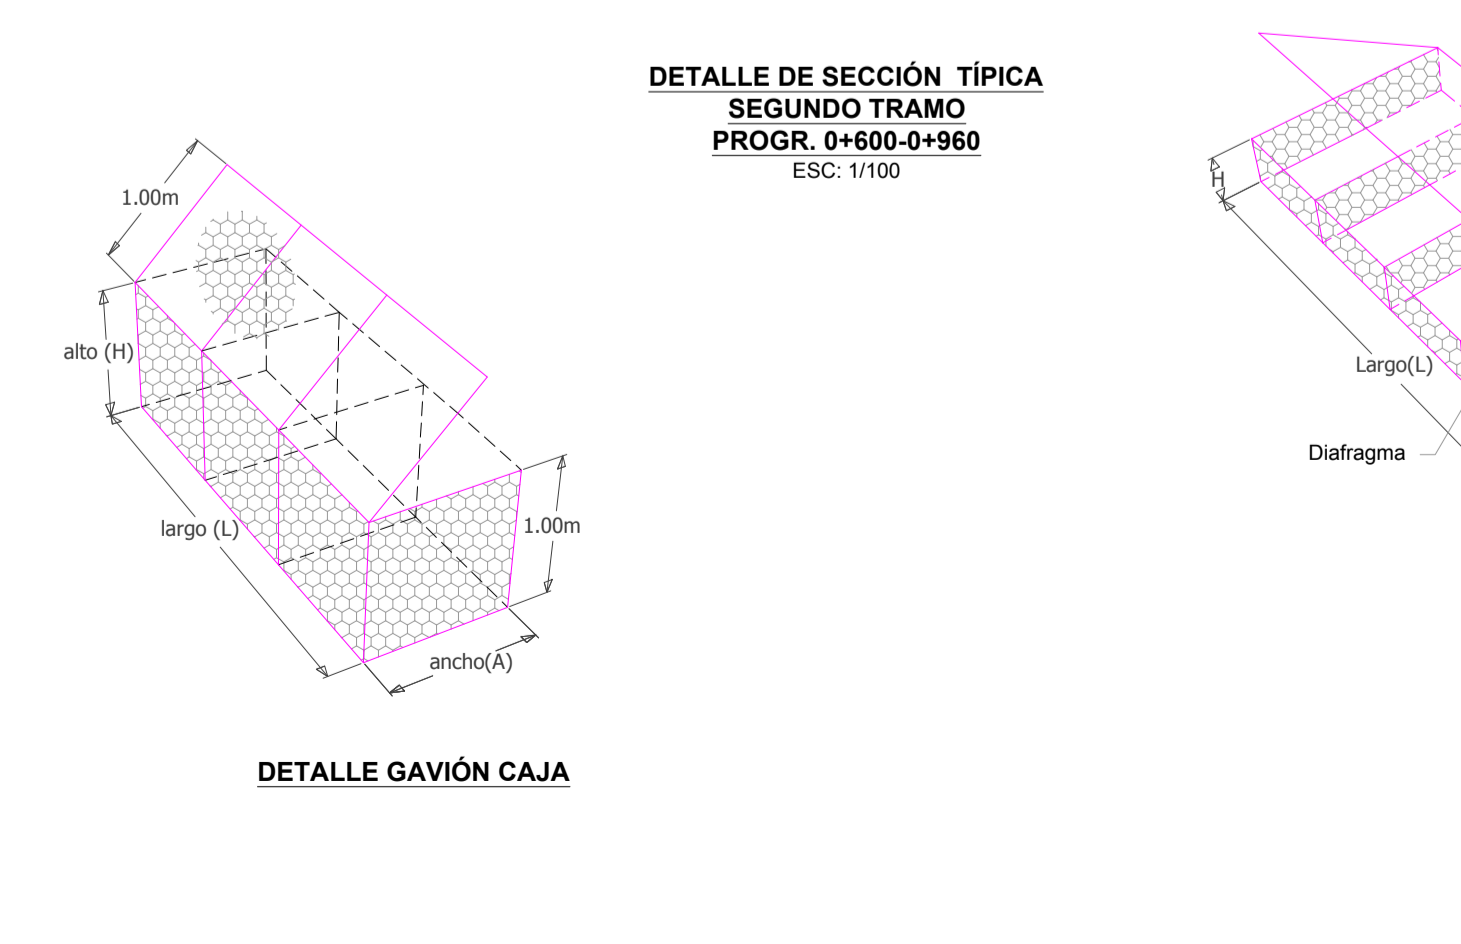 DETALLE DE SECCIÓN TÍPICA
SEGUNDO TRAMO
PROGR. 0+600-0+960
ESC: 1/100
1.00m
alto (H)
largo (L)
1.00m
ancho(A)
DETALLE GAVIÓN CAJA
H
Largo(L)
Diafragma